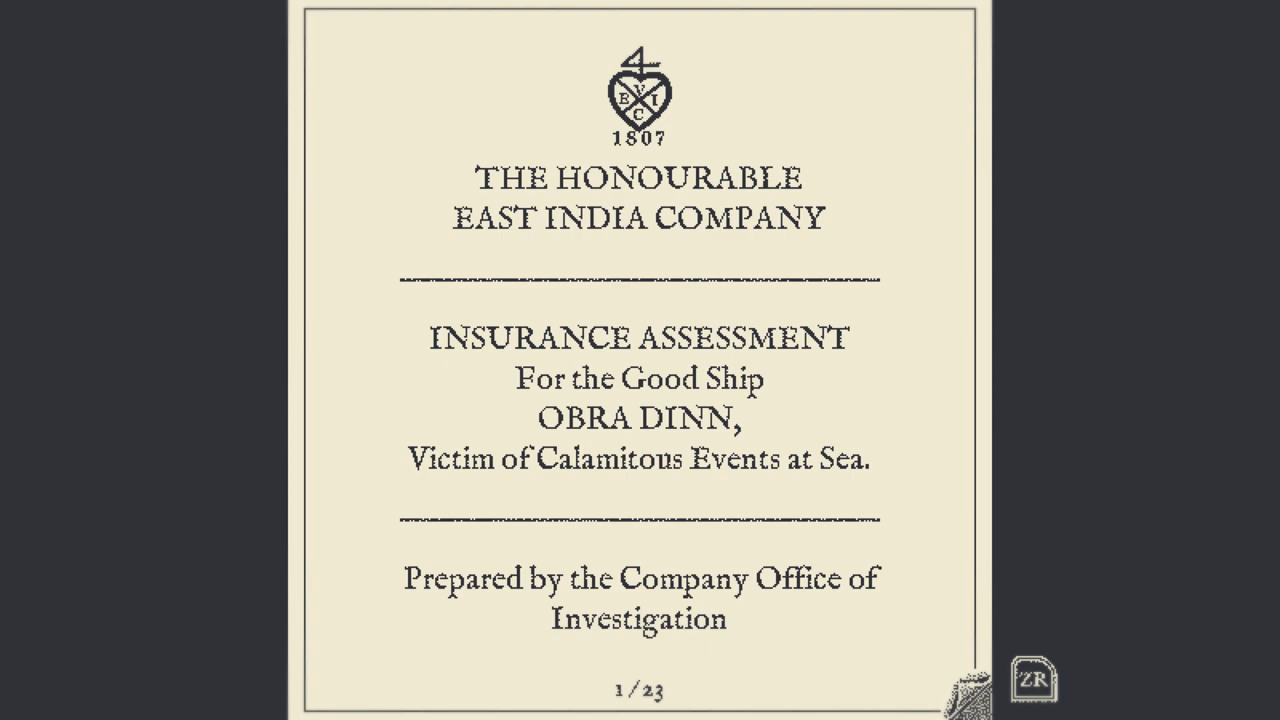 4
V
E I
C
1807
THE HONOURABLE
EAST INDIA COMPANY
INSURANCE ASSESSMENT
For the Good Ship
OBRA DINN,
Victim of Calamitous Events at Sea.
Prepared by the Company Office of
Investigation
1/23
ZR